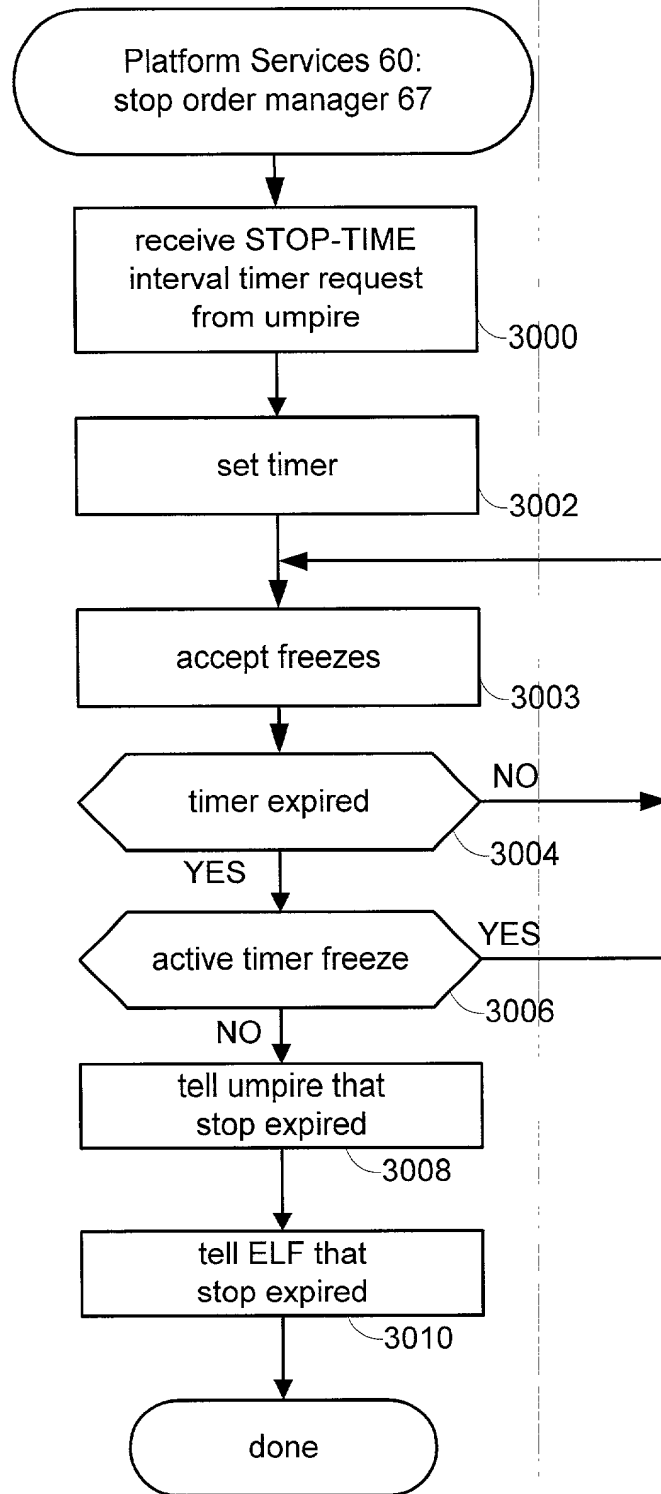 Platform Services 60:
stop order manager 67
receive STOP-TIME
interval timer request
from umpire
3000
set timer
3002
accept freezes
3003
timer expired
NO
3004
YES
active timer freeze
YES
3006
NO
tell umpire that
stop expired
3008
tell ELF that
stop expired
3010
done